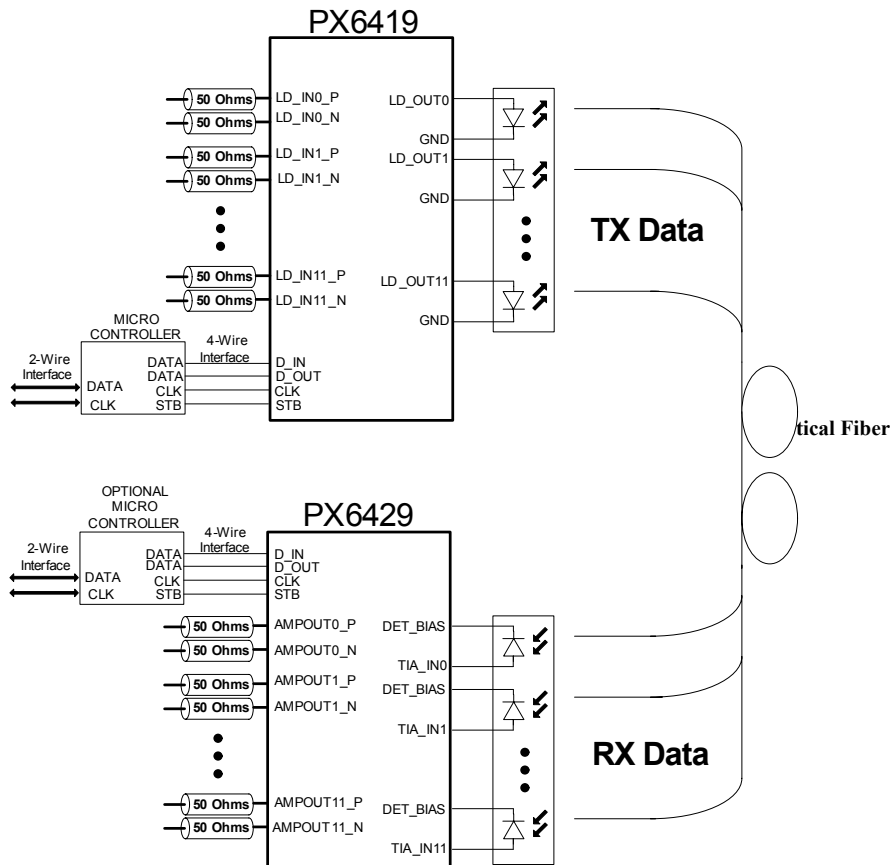 PX6419
50 Ohms LD_IN0_P
50 Ohms LD_IN0_N
50 Ohms LD_IN1_P
50 Ohms LD_IN1_N
50 Ohms LD_IN11_P
50 Ohms LD_IN11_N
LD_OUT0
GND
LD_OUT1
GND
LD_OUT11
GND
TX Data
MICRO
CONTROLLER
2-Wire
Interface
DATA
CLK
DATA
DATA
CLK
STB
4-Wire
Interface
D_IN
D_OUT
CLK
STB
tical Fiber
PX6429
OPTIONAL
MICRO
CONTROLLER
2-Wire
Interface
DATA
CLK
DATA
DATA
CLK
STB
4-Wire
Interface
D_IN
D_OUT
CLK
STB
50 Ohms AMPOUT0_P
50 Ohms AMPOUT0_N
50 Ohms AMPOUT1_P
50 Ohms AMPOUT1_N
50 Ohms AMPOUT11_P
50 Ohms AMPOUT11_N
DET_BIAS
TIA_IN0
DET_BIAS
TIA_IN1
DET_BIAS
TIA_IN11
RX Data